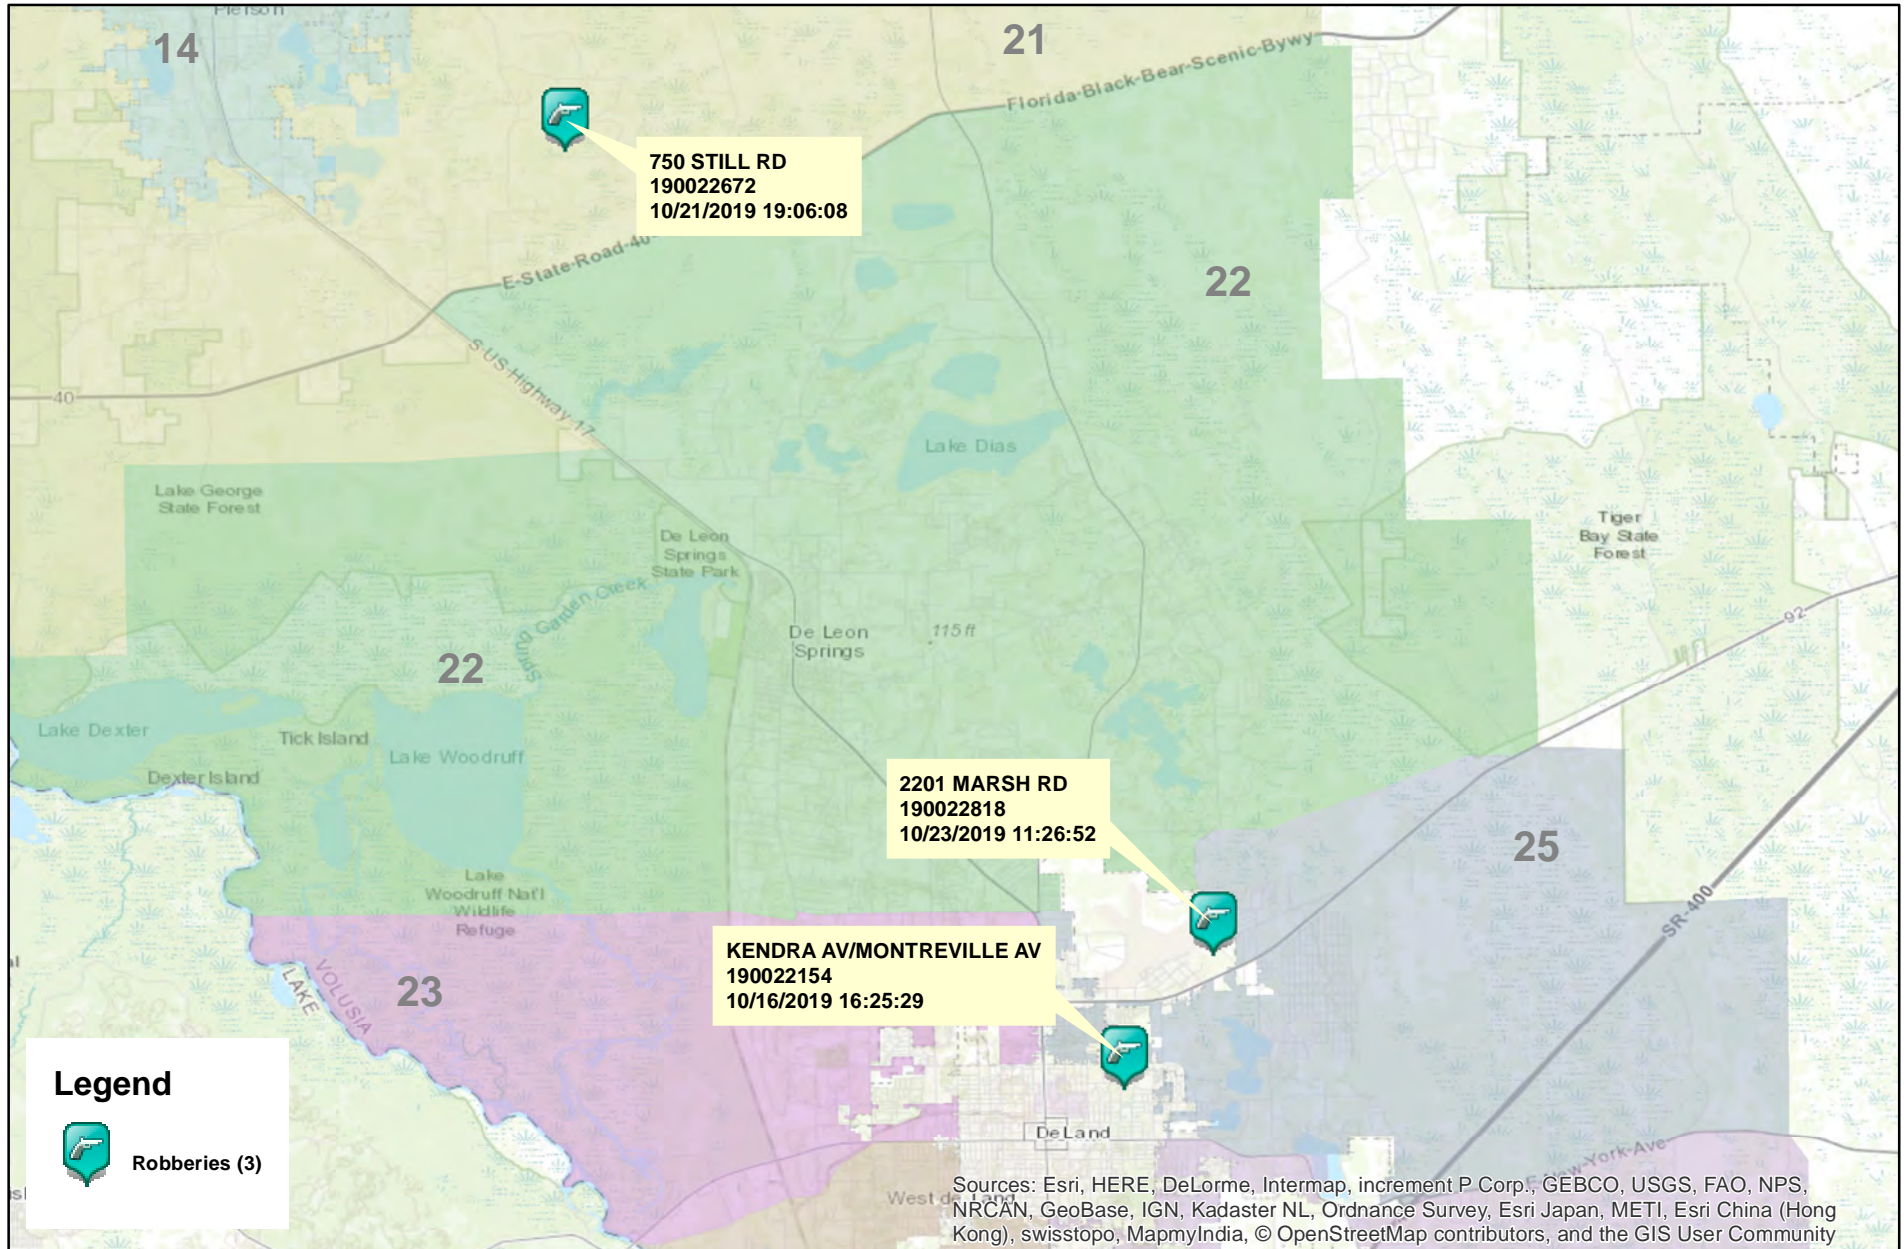 Pierson
14
21
Florida-Black-Bear-Scenic-Bywy
750 STILL RD
190022672
10/21/2019 19:06:08
E-State-Road-40
22
S US Highway 17
40
Lake Dias
Lake George
State Forest
De Leon
Springs
State Park
Tiger
Bay State
Forest
Spring Garden Creek
92
De Leon
Springs
115 ft
22
Lake Dexter
Tick Island
Lake Woodruff
Dexter Island
2201 MARSH RD
190022818
10/23/2019 11:26:52
25
Lake
Woodruff Nat'l
Wildlife
Refuge
SR-400
KENDRA AV/MONTREVILLE AV
190022154
10/16/2019 16:25:29
VOLUSIA
LAKE
23
Legend
Robberies (3)
DeLand
E-New-York-Ave
West de Land
Sources: Esri, HERE, DeLorme, Intermap, increment P Corp., GEBCO, USGS, FAO, NPS,
NRCAN, GeoBase, IGN, Kadaster NL, Ordnance Survey, Esri Japan, METI, Esri China (Hong
Kong), swisstopo, MapmyIndia, © OpenStreetMap contributors, and the GIS User Community